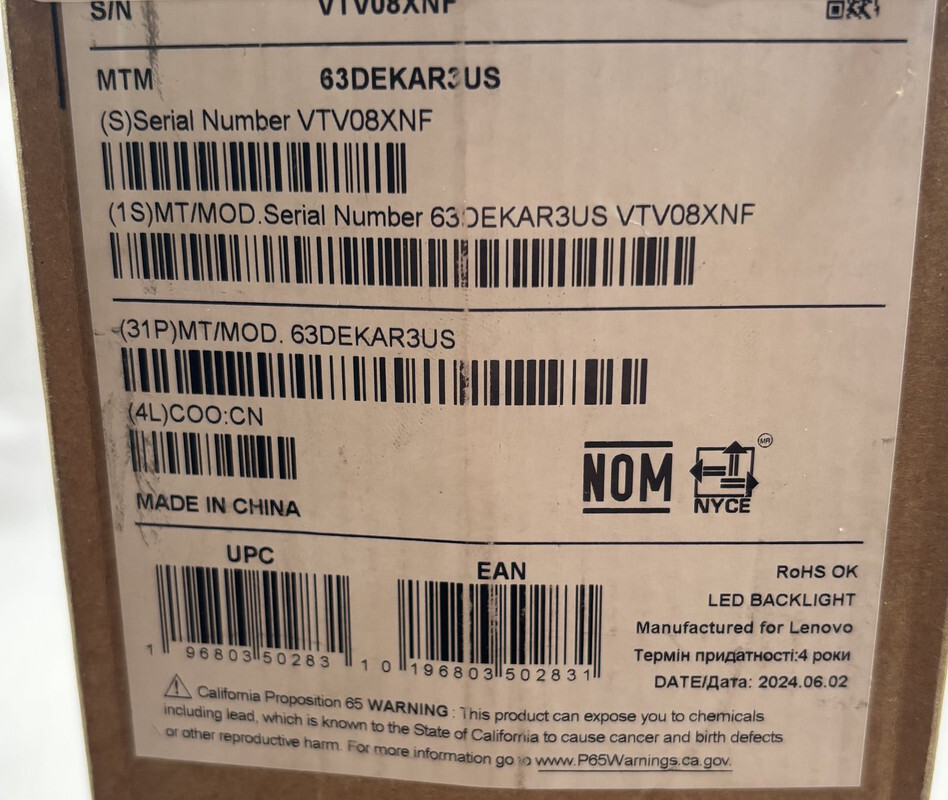 S/N VTV08XNF
MTM 63DEKAR3US
(S)Serial Number VTV08XNF
(1S)MT/MOD.Serial Number 63DEKAR3US VTV08XNF
(31P)MT/MOD. 63DEKAR3US
(4L)COO:CN
MADE IN CHINA
NOM
NYCE
MR
UPC
1 96803 50283 1
EAN
0 196803 502831
RoHS OK
LED BACKLIGHT
Manufactured for Lenovo
Термін придатності:4 роки
DATE/Дата: 2024.06.02
California Proposition 65 WARNING : This product can expose you to chemicals
including lead, which is known to the State of California to cause cancer and birth defects
or other reproductive harm. For more information go to www.P65Warnings.ca.gov.